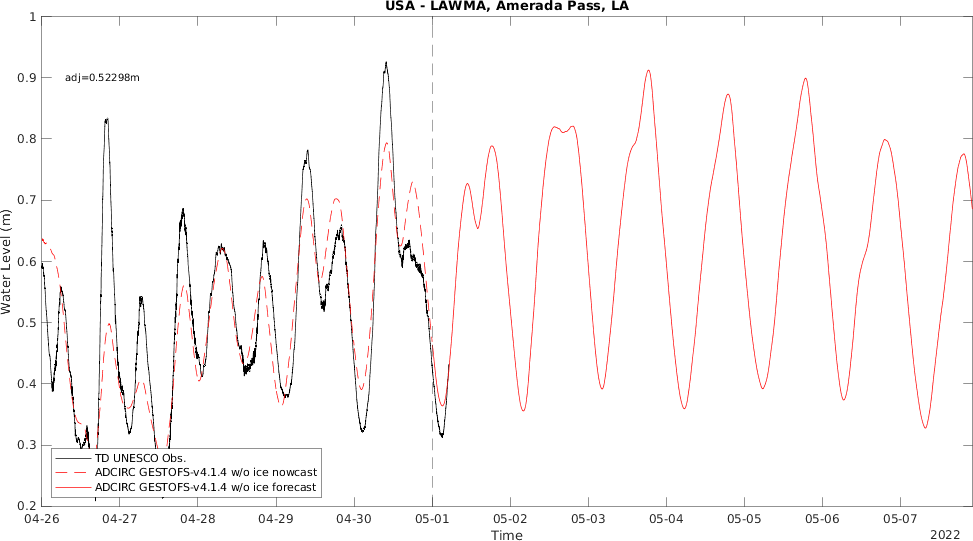 USA - LAWMA, Amerada Pass, LA
1
0.9
0.8
0.7
0.6
0.5
0.4
0.3
0.2
Water Level (m)
adj=0.52298m
TD UNESCO Obs.
ADCIRC GESTOFS-v4.1.4 w/o ice nowcast
ADCIRC GESTOFS-v4.1.4 w/o ice forecast
04-26 04-27 04-28 04-29 04-30 05-01 05-02 05-03 05-04 05-05 05-06 05-07
Time
2022